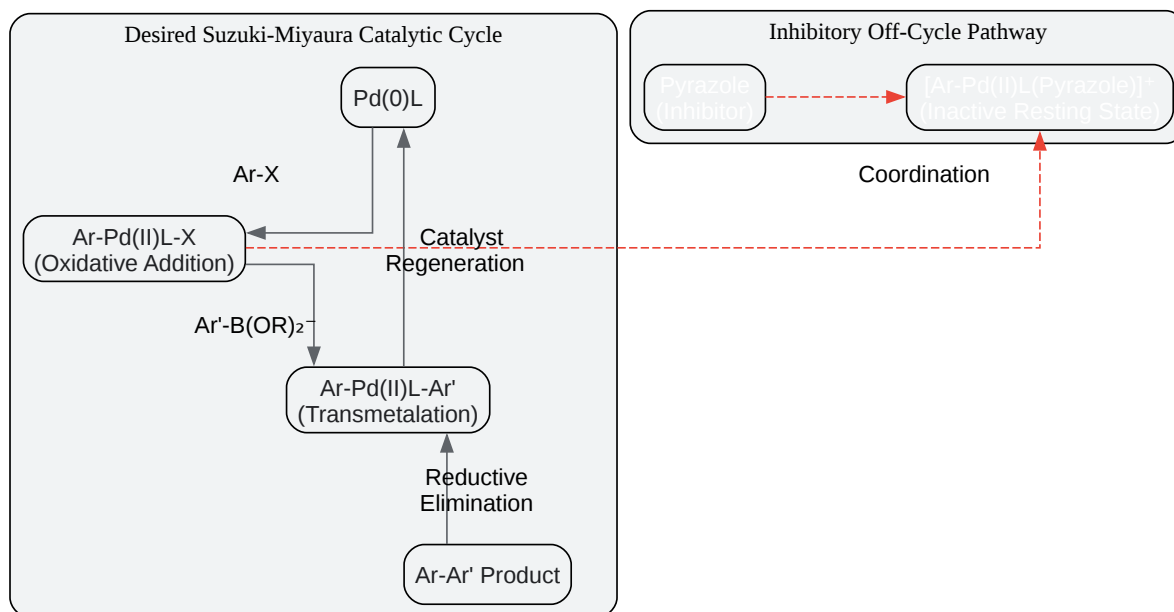 Desired Suzuki-Miyaura Catalytic Cycle
Pd(0)L
Ar-X
Ar-Pd(II)L-X
(Oxidative Addition)
Catalyst
Regeneration
Ar'-B(OR)₂⁻
Ar-Pd(II)L-Ar'
(Transmetalation)
Reductive
Elimination
Ar-Ar' Product
Inhibitory Off-Cycle Pathway
Pyrazole
(Inhibitor)
[Ar-Pd(II)L(Pyrazole)]⁺
(Inactive Resting State)
Coordination